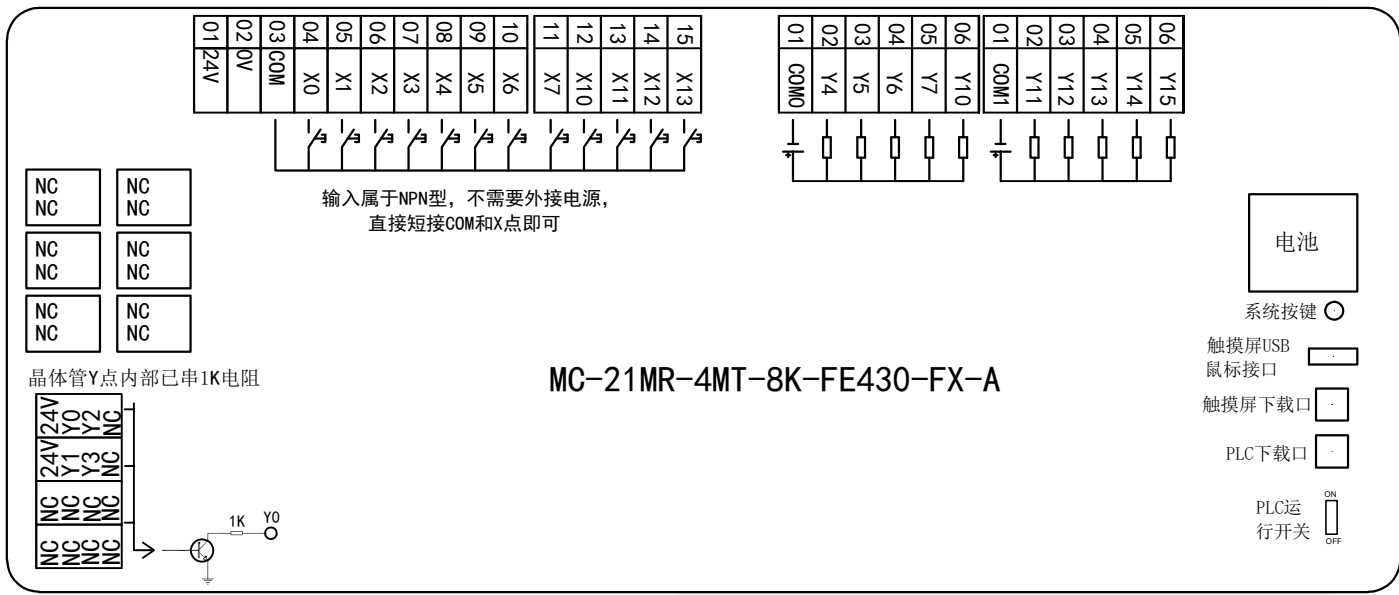 01 02 03 04 05 06 07 08 09 10 11 12 13 14 15
24V 0V COM X0 X1 X2 X3 X4 X5 X6 X7 X10 X11 X12 X13
01 02 03 04 05 06 01 02 03 04 05 06
COM0 Y4 Y5 Y6 Y7 Y10 COM1 Y11 Y12 Y13 Y14 Y15
+ +
输入属于NPN型，不需要外接电源，
直接短接COM和X点即可
NC NC
NC NC
NC NC
NC NC
NC NC
NC NC
晶体管Y点内部已串1K电阻
24V Y0 Y2 NC
24V Y1 Y3 NC
NC NC NC NC
NC NC NC NC
1K Y0
MC-21MR-4MT-8K-FE430-FX-A
电池
系统按键
触摸屏USB
鼠标接口
触摸屏下载口
PLC下载口
PLC运
行开关
ON
OFF